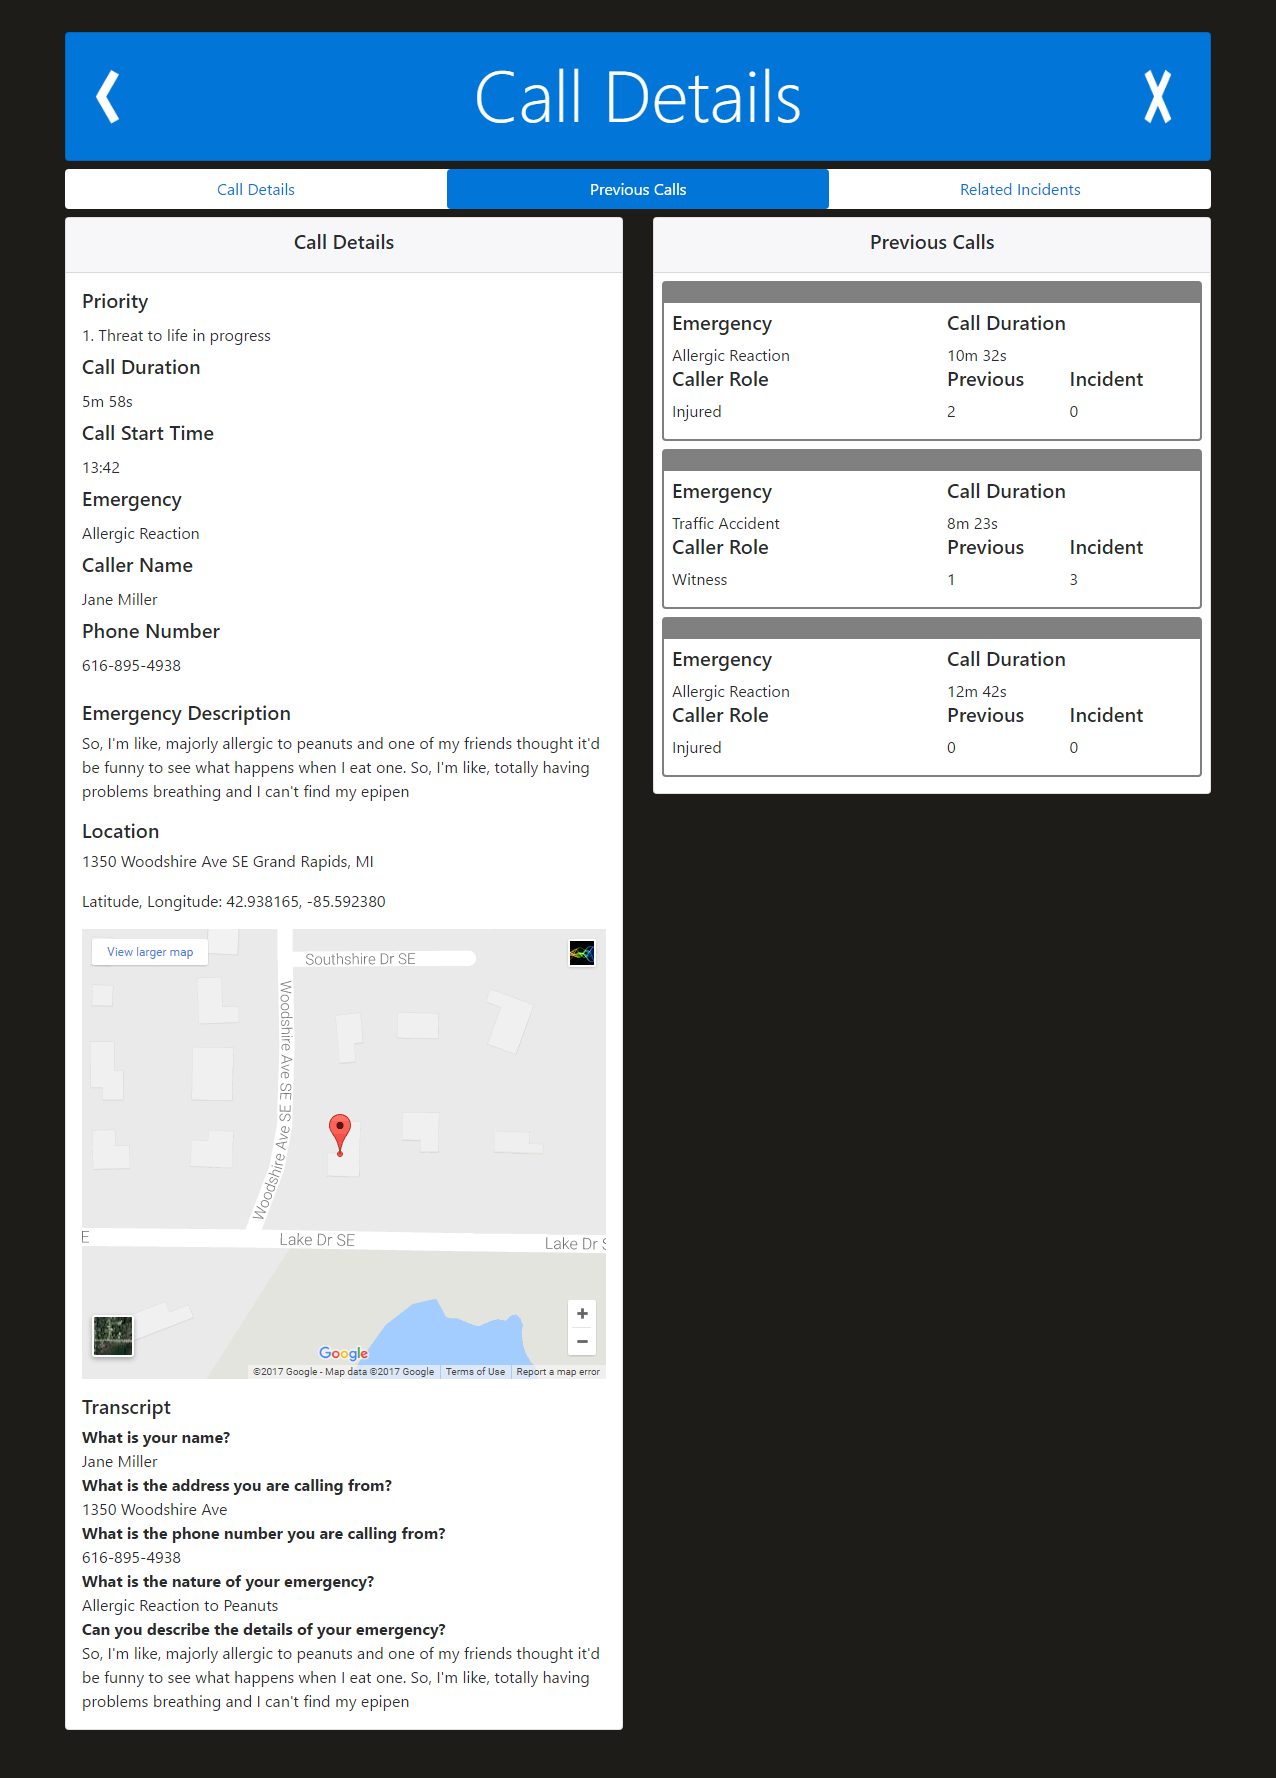 Call Details
Call Details
Previous Calls
Related Incidents
Call Details
Priority
1. Threat to life in progress
Call Duration
5m 58s
Call Start Time
13:42
Emergency
Allergic Reaction
Caller Name
Jane Miller
Phone Number
616-895-4938
Emergency Description
So, I'm like, majorly allergic to peanuts and one of my friends thought it'd
be funny to see what happens when I eat one. So, I'm like, totally having
problems breathing and I can't find my epipen
Location
1350 Woodshire Ave SE Grand Rapids, MI
Latitude, Longitude: 42.938165, -85.592380
View larger map
Southshire Dr SE
Woodshire Ave SE
Woodshire Ave SE
E
Lake Dr SE
Lake Dr S
Google
©2017 Google - Map data ©2017 Google
Terms of Use
Report a map error
Transcript
What is your name?
Jane Miller
What is the address you are calling from?
1350 Woodshire Ave
What is the phone number you are calling from?
616-895-4938
What is the nature of your emergency?
Allergic Reaction to Peanuts
Can you describe the details of your emergency?
So, I'm like, majorly allergic to peanuts and one of my friends thought it'd
be funny to see what happens when I eat one. So, I'm like, totally having
problems breathing and I can't find my epipen
Previous Calls
Emergency Call Duration
Allergic Reaction 10m 32s
Caller Role Previous Incident
Injured 2 0
Emergency Call Duration
Traffic Accident 8m 23s
Caller Role Previous Incident
Witness 1 3
Emergency Call Duration
Allergic Reaction 12m 42s
Caller Role Previous Incident
Injured 0 0